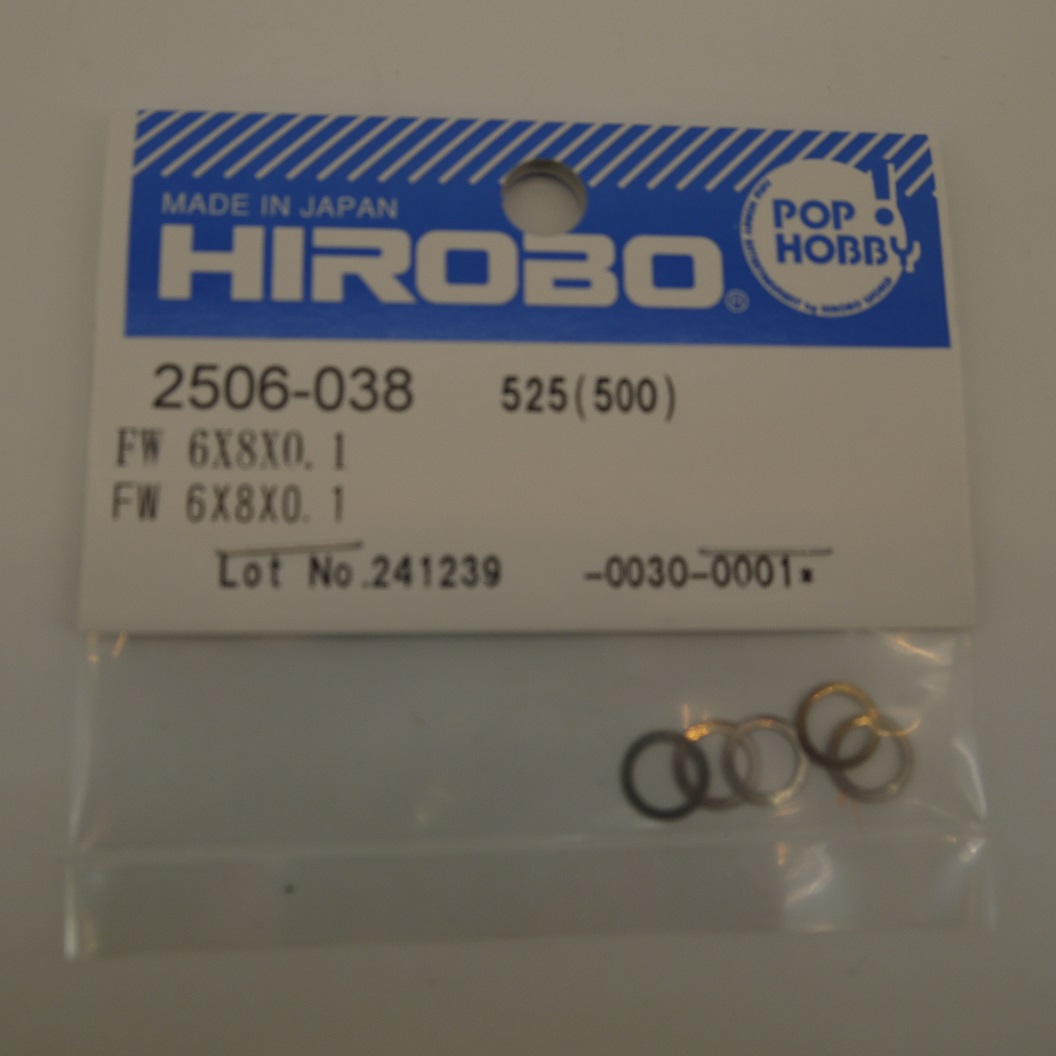 MADE IN JAPAN
HIROBO®
POP!
HOBBY
2506-038 525(500)
FW 6X8X0.1
FW 6X8X0.1
Lot No.241239 -0030-0001*